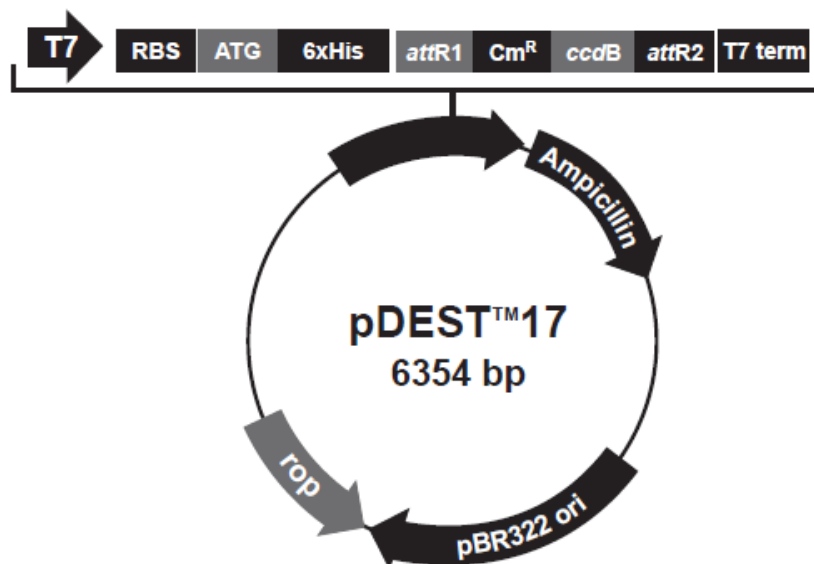 T7 RBS ATG 6xHis attR1 CmR ccdB attR2 T7 term
Ampicillin
pDEST™17
6354 bp
rop
pBR322 ori